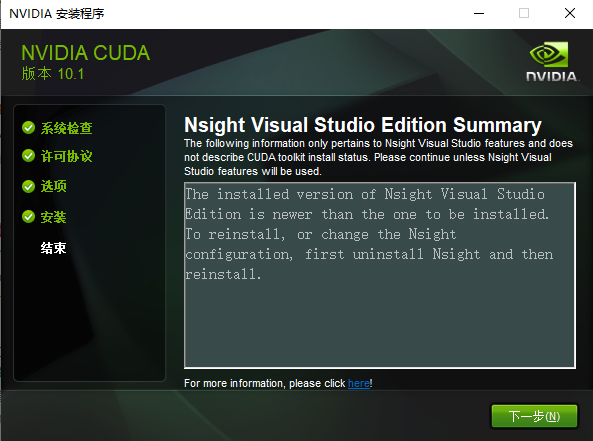 NVIDIA 安装程序
NVIDIA CUDA
版本 10.1
NVIDIA.
系统检查
许可协议
选项
安装
结束
Nsight Visual Studio Edition Summary
The following information only pertains to Nsight Visual Studio features and does
not describe CUDA toolkit install status. Please continue unless Nsight Visual
Studio features will be used.
The installed version of Nsight Visual Studio
Edition is newer than the one to be installed.
To reinstall, or change the Nsight
configuration, first uninstall Nsight and then
reinstall.
For more information, please click here!
下一步(N)